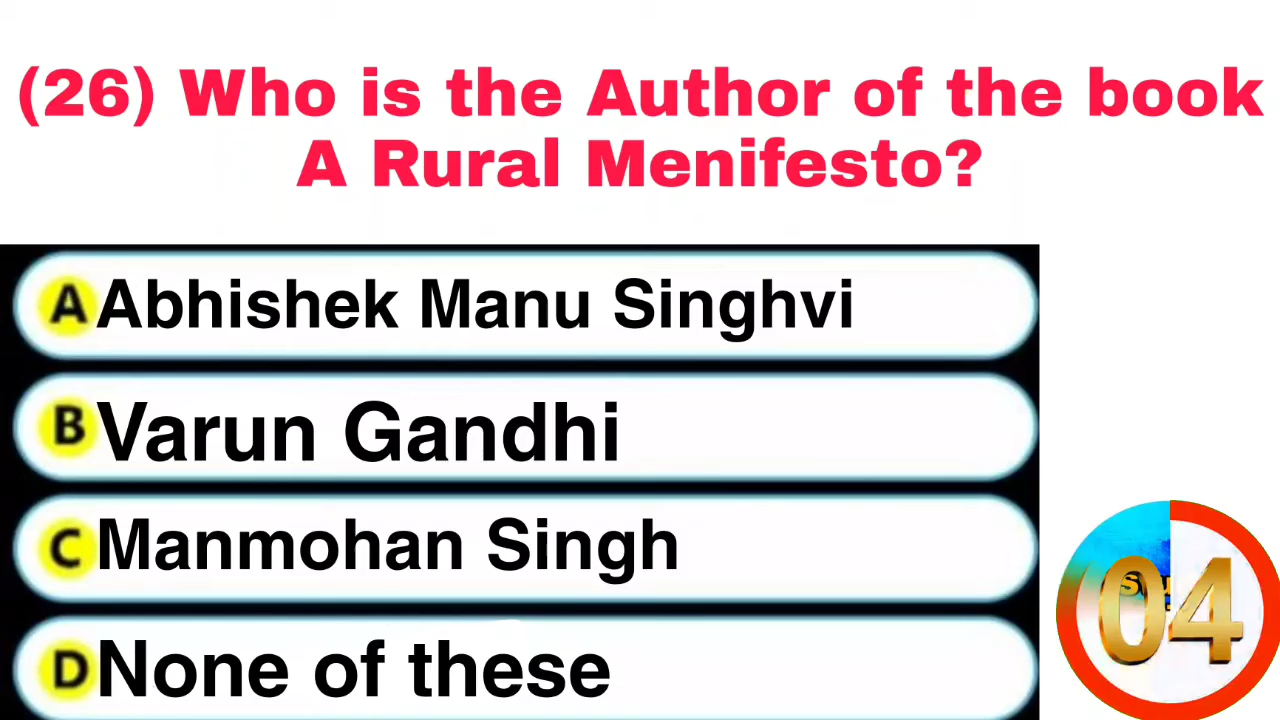 (26) Who is the Author of the book
A Rural Menifesto?
A Abhishek Manu Singhvi
B Varun Gandhi
C Manmohan Singh
D None of these
04